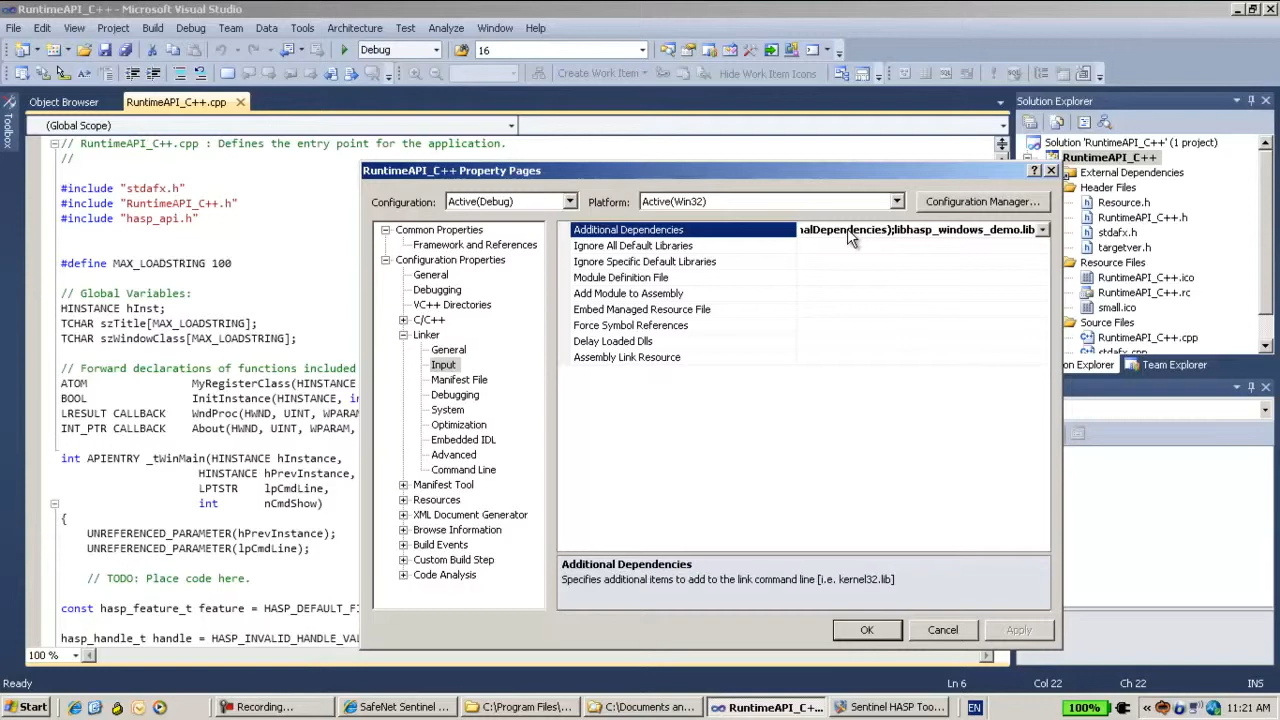 RuntimeAPI_C++ - Microsoft Visual Studio
File Edit View Project Build Debug Team Data Tools Architecture Test Analyze Window Help
Debug 16
Create Work Item Hide Work Item Icons
Toolbox
Object Browser RuntimeAPI_C++.cpp
(Global Scope)
// RuntimeAPI_C++.cpp : Defines the entry point for the application.
//
#include "stdafx.h"
#include "RuntimeAPI_C++.h"
#include "hasp_api.h"
#define MAX_LOADSTRING 100
// Global Variables:
HINSTANCE hInst;
TCHAR szTitle[MAX_LOADSTRING];
TCHAR szWindowClass[MAX_LOADSTRING];
// Forward declarations of functions included
ATOM MyRegisterClass(HINSTANCE
BOOL InitInstance(HINSTANCE, in
LRESULT CALLBACK WndProc(HWND, UINT, WPARAM
INT_PTR CALLBACK About(HWND, UINT, WPARAM,
int APIENTRY _tWinMain(HINSTANCE hInstance,
HINSTANCE hPrevInstance,
LPTSTR lpCmdLine,
int nCmdShow)
{
UNREFERENCED_PARAMETER(hPrevInstance);
UNREFERENCED_PARAMETER(lpCmdLine);
// TODO: Place code here.
const hasp_feature_t feature = HASP_DEFAULT_FI
hasp_handle_t handle = HASP_INVALID_HANDLE_VAL
100 %
RuntimeAPI_C++ Property Pages
Configuration: Active(Debug) Platform: Active(Win32) Configuration Manager...
Common Properties
Framework and References
Configuration Properties
General
Debugging
VC++ Directories
C/C++
Linker
General
Input
Manifest File
Debugging
System
Optimization
Embedded IDL
Advanced
Command Line
Manifest Tool
Resources
XML Document Generator
Browse Information
Build Events
Custom Build Step
Code Analysis
Additional Dependencies nalDependencies);libhasp_windows_demo.lib
Ignore All Default Libraries
Ignore Specific Default Libraries
Module Definition File
Add Module to Assembly
Embed Managed Resource File
Force Symbol References
Delay Loaded Dlls
Assembly Link Resource
Additional Dependencies
Specifies additional items to add to the link command line [i.e. kernel32.lib]
OK Cancel Apply
Solution Explorer
Solution 'RuntimeAPI_C++' (1 project)
RuntimeAPI_C++
External Dependencies
Header Files
Resource.h
RuntimeAPI_C++.h
stdafx.h
targetver.h
Resource Files
RuntimeAPI_C++.ico
RuntimeAPI_C++.rc
small.ico
Source Files
RuntimeAPI_C++.cpp
stdafx.cpp
on Explorer Team Explorer
Ready Ln 6 Col 22 Ch 22 INS
Start Recording... SafeNet Sentinel ... C:\Program Files\... C:\Documents an... RuntimeAPI_C+... Sentinel HASP Too... EN 100% 11:21 AM